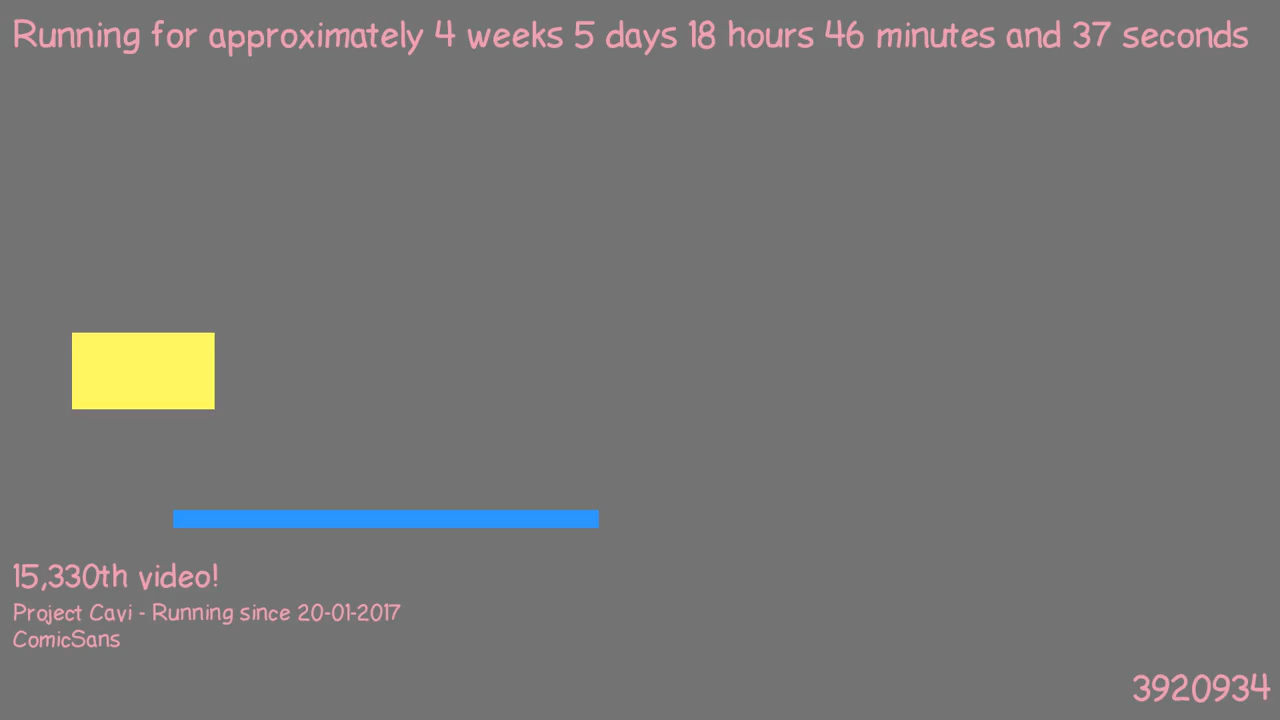 Running for approximately 4 weeks 5 days 18 hours 46 minutes and 37 seconds
15,330th video!
Project Cavi - Running since 20-01-2017
ComicSans
3920934